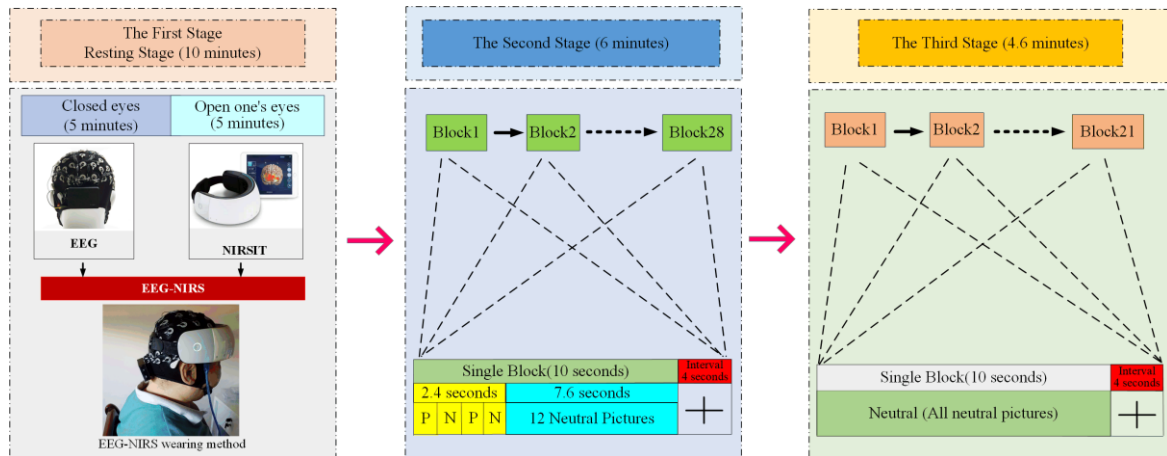 The First Stage
Resting Stage (10 minutes)
Closed eyes
(5 minutes)
Open one's eyes
(5 minutes)
EEG
NIRSIT
EEG-NIRS
EEG-NIRS wearing method
The Second Stage (6 minutes)
Block1
Block2
Block28
Single Block(10 seconds)
Interval
4 seconds
2.4 seconds
7.6 seconds
P N P N
12 Neutral Pictures
The Third Stage (4.6 minutes)
Block1
Block2
Block21
Single Block(10 seconds)
Interval
4 seconds
Neutral (All neutral pictures)